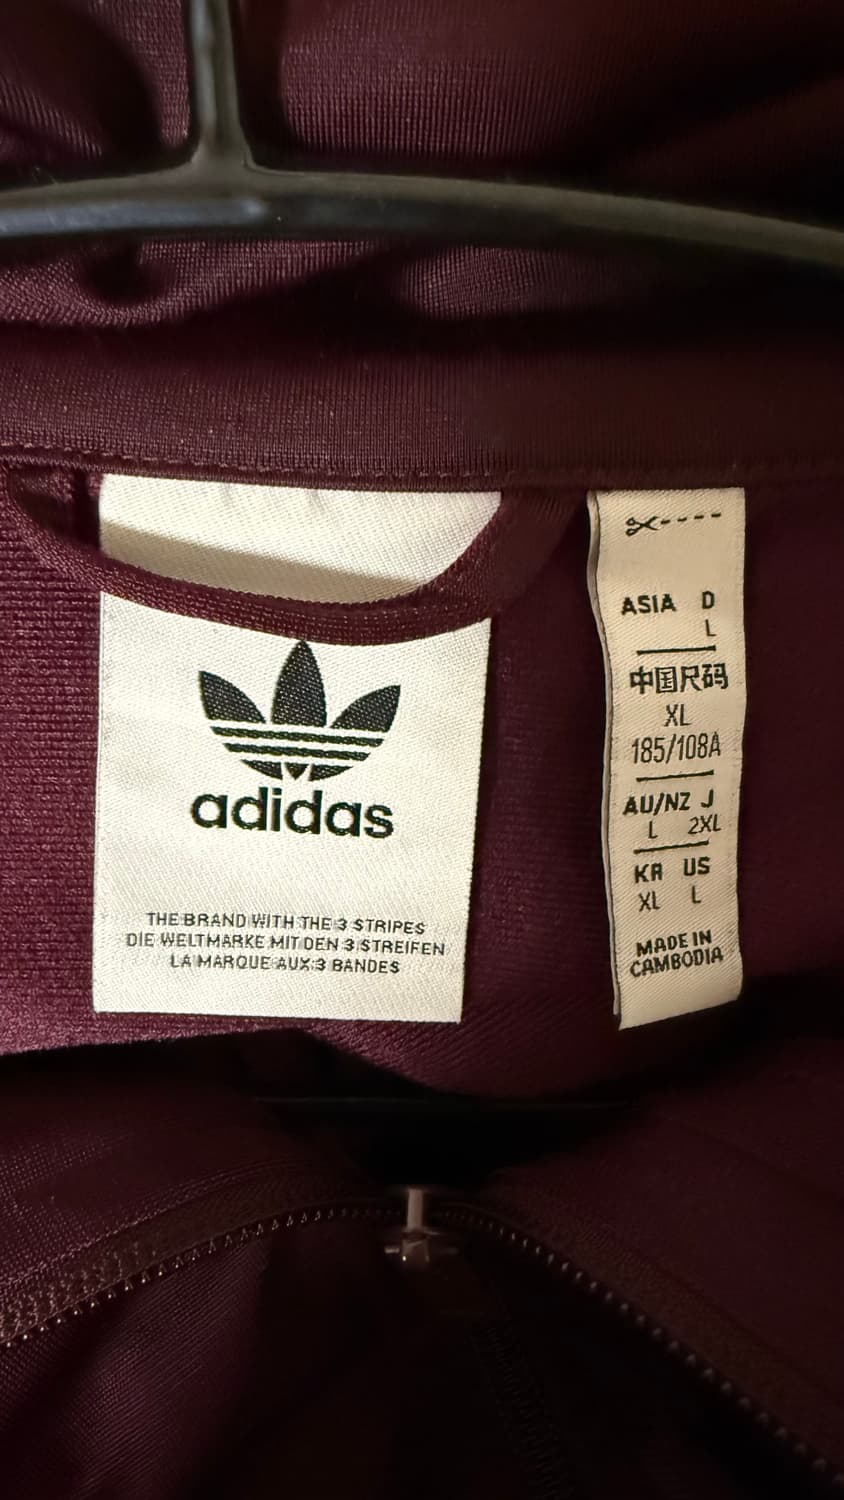 adidas
THE BRAND WITH THE 3 STRIPES
DIE WELTMARKE MIT DEN 3 STREIFEN
LA MARQUE AUX 3 BANDES
ASIA D
L
中国尺码
XL
185/108A
AU/NZ J
L 2XL
KR US
XL L
MADE IN
CAMBODIA